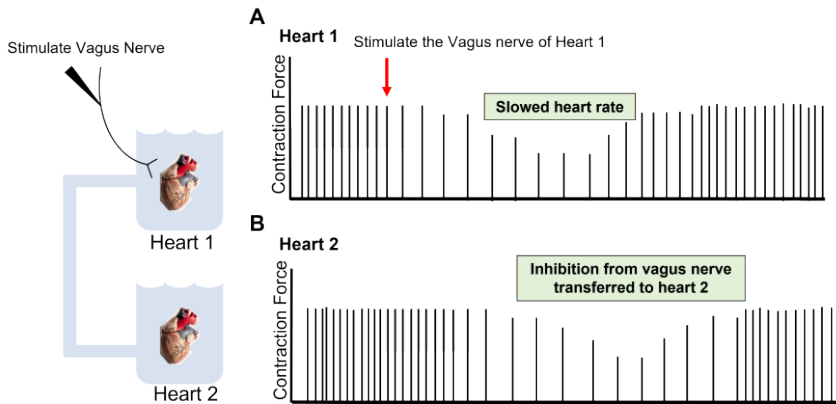 Stimulate Vagus Nerve
Heart 1
Heart 2
A
Heart 1
Stimulate the Vagus nerve of Heart 1
Contraction Force
Slowed heart rate
B
Heart 2
Contraction Force
Inhibition from vagus nerve
transferred to heart 2